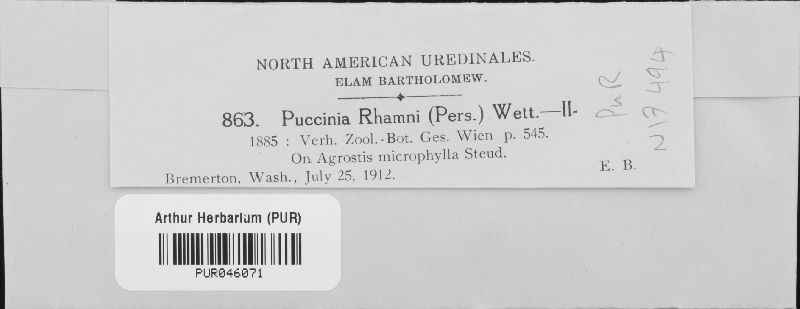 NORTH AMERICAN UREDINALES.
ELAM BARTHOLOMEW.
863. Puccinia Rhamni (Pers.) Wett.—II-
1885 : Verh. Zool.-Bot. Ges. Wien p. 545.
On Agrostis microphylla Steud.
Bremerton, Wash., July 25, 1912.
E. B.
PUR
N17494
Arthur Herbarium (PUR)
PUR046071